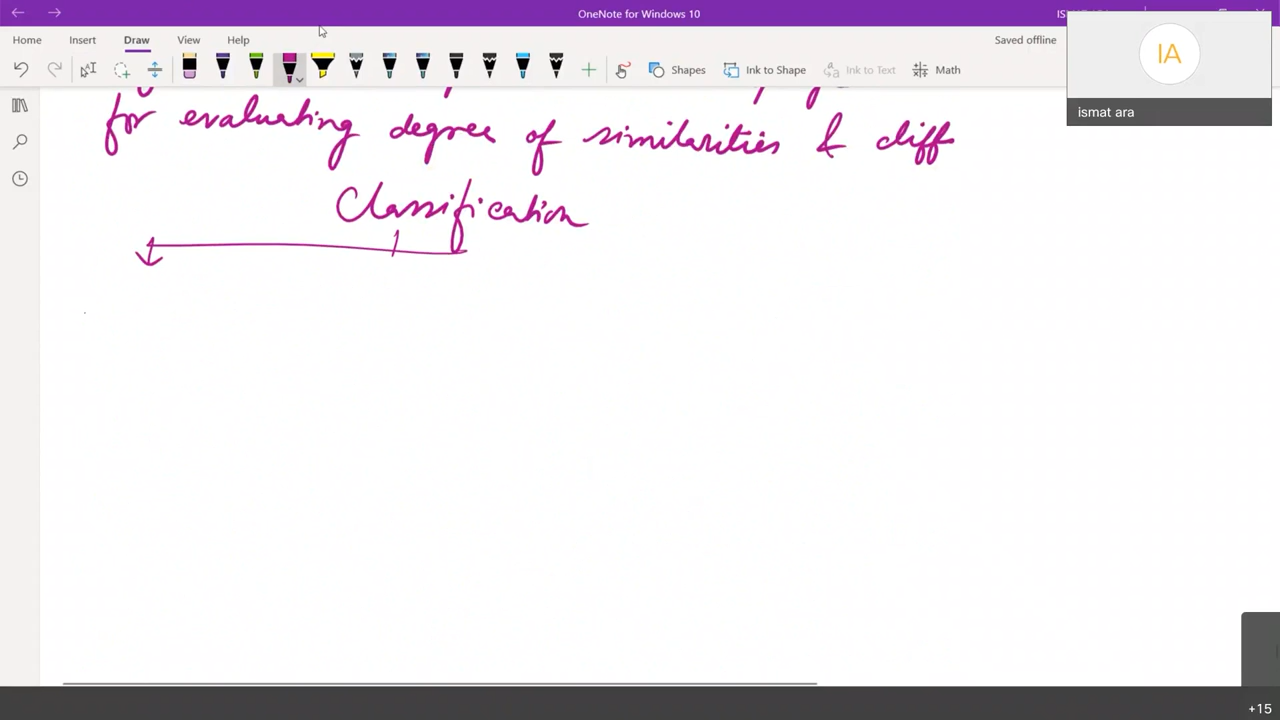 OneNote for Windows 10
Home Insert Draw View Help
Saved offline
IA
ismat ara
Shapes Ink to Shape Ink to Text Math
for evaluating degree of similarities & diff
Classification
+15